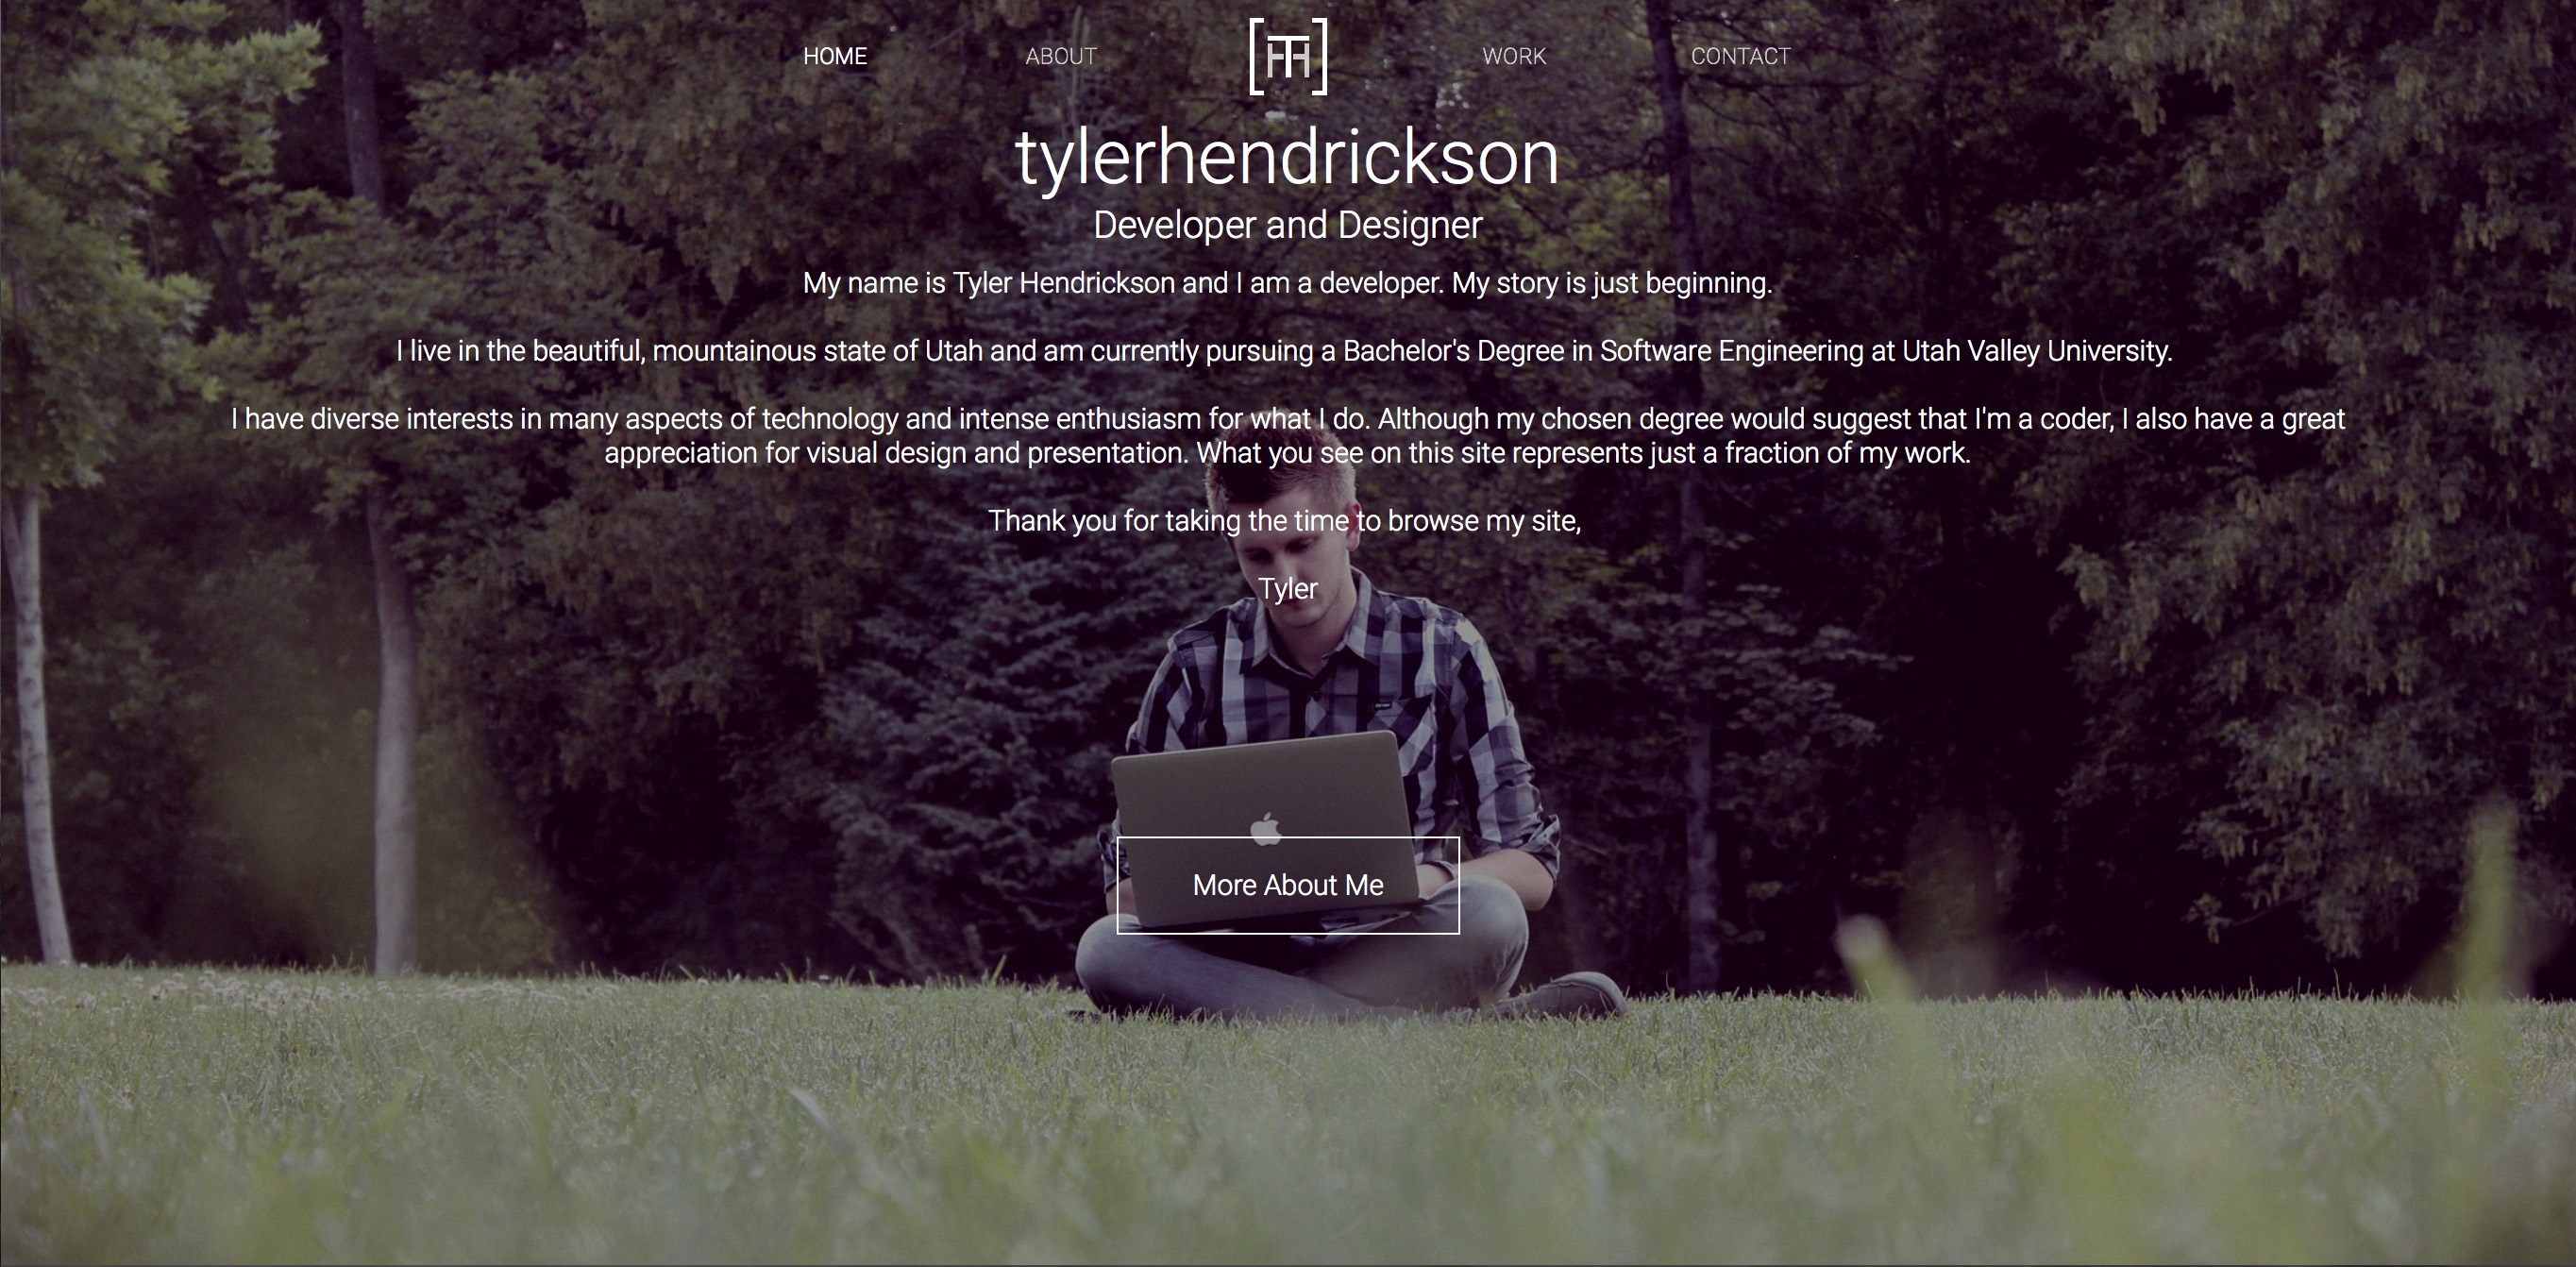 HOME ABOUT [TH] WORK CONTACT
tylerhendrickson
Developer and Designer
My name is Tyler Hendrickson and I am a developer. My story is just beginning.
I live in the beautiful, mountainous state of Utah and am currently pursuing a Bachelor's Degree in Software Engineering at Utah Valley University.
I have diverse interests in many aspects of technology and intense enthusiasm for what I do. Although my chosen degree would suggest that I'm a coder, I also have a great
appreciation for visual design and presentation. What you see on this site represents just a fraction of my work.
Thank you for taking the time to browse my site,
Tyler
More About Me